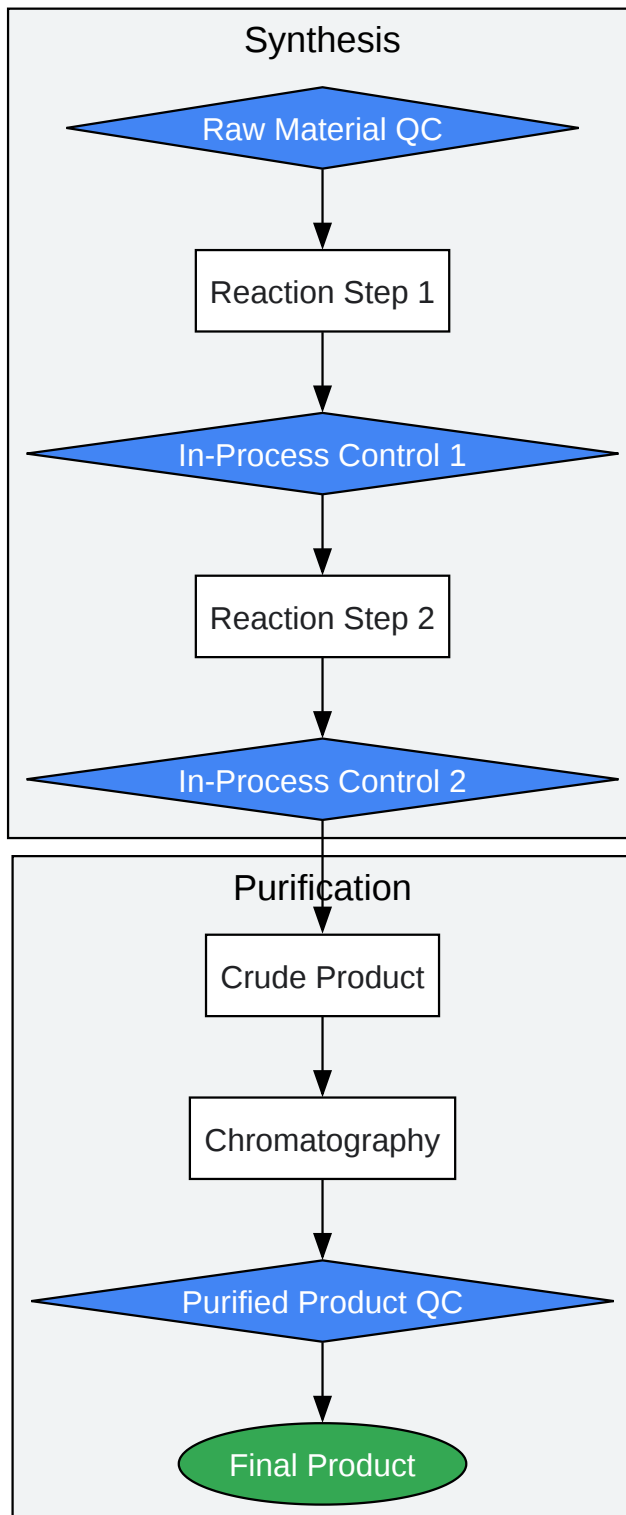 Synthesis
Raw Material QC
Reaction Step 1
In-Process Control 1
Reaction Step 2
In-Process Control 2
Purification
Crude Product
Chromatography
Purified Product QC
Final Product